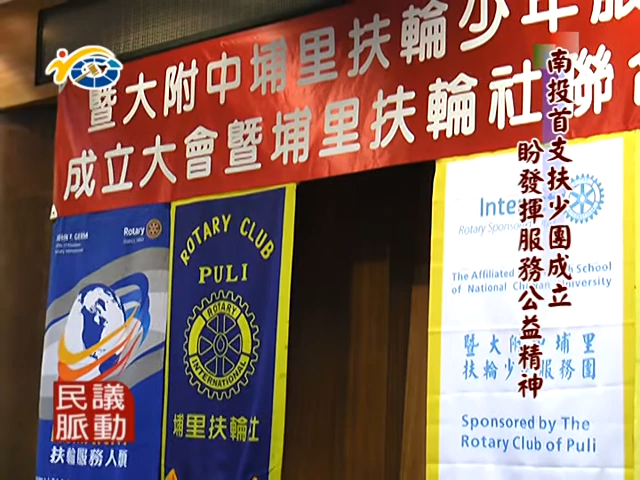 暨大附中埔里扶輪少年服
成立大會暨埔里扶輪社聯
南投首支扶少團成立
盼發揮服務公益精神
Rotary
扶輪服務人類
ROTARY CLUB
PULI
ROTARY
INTERNATIONAL
埔里扶輪社
Inte
Rotary Sponsored
The Affiliated School
of National University
暨大附中埔里
扶輪少 服務團
Sponsored by The
Rotary Club of Puli
民議
脈動